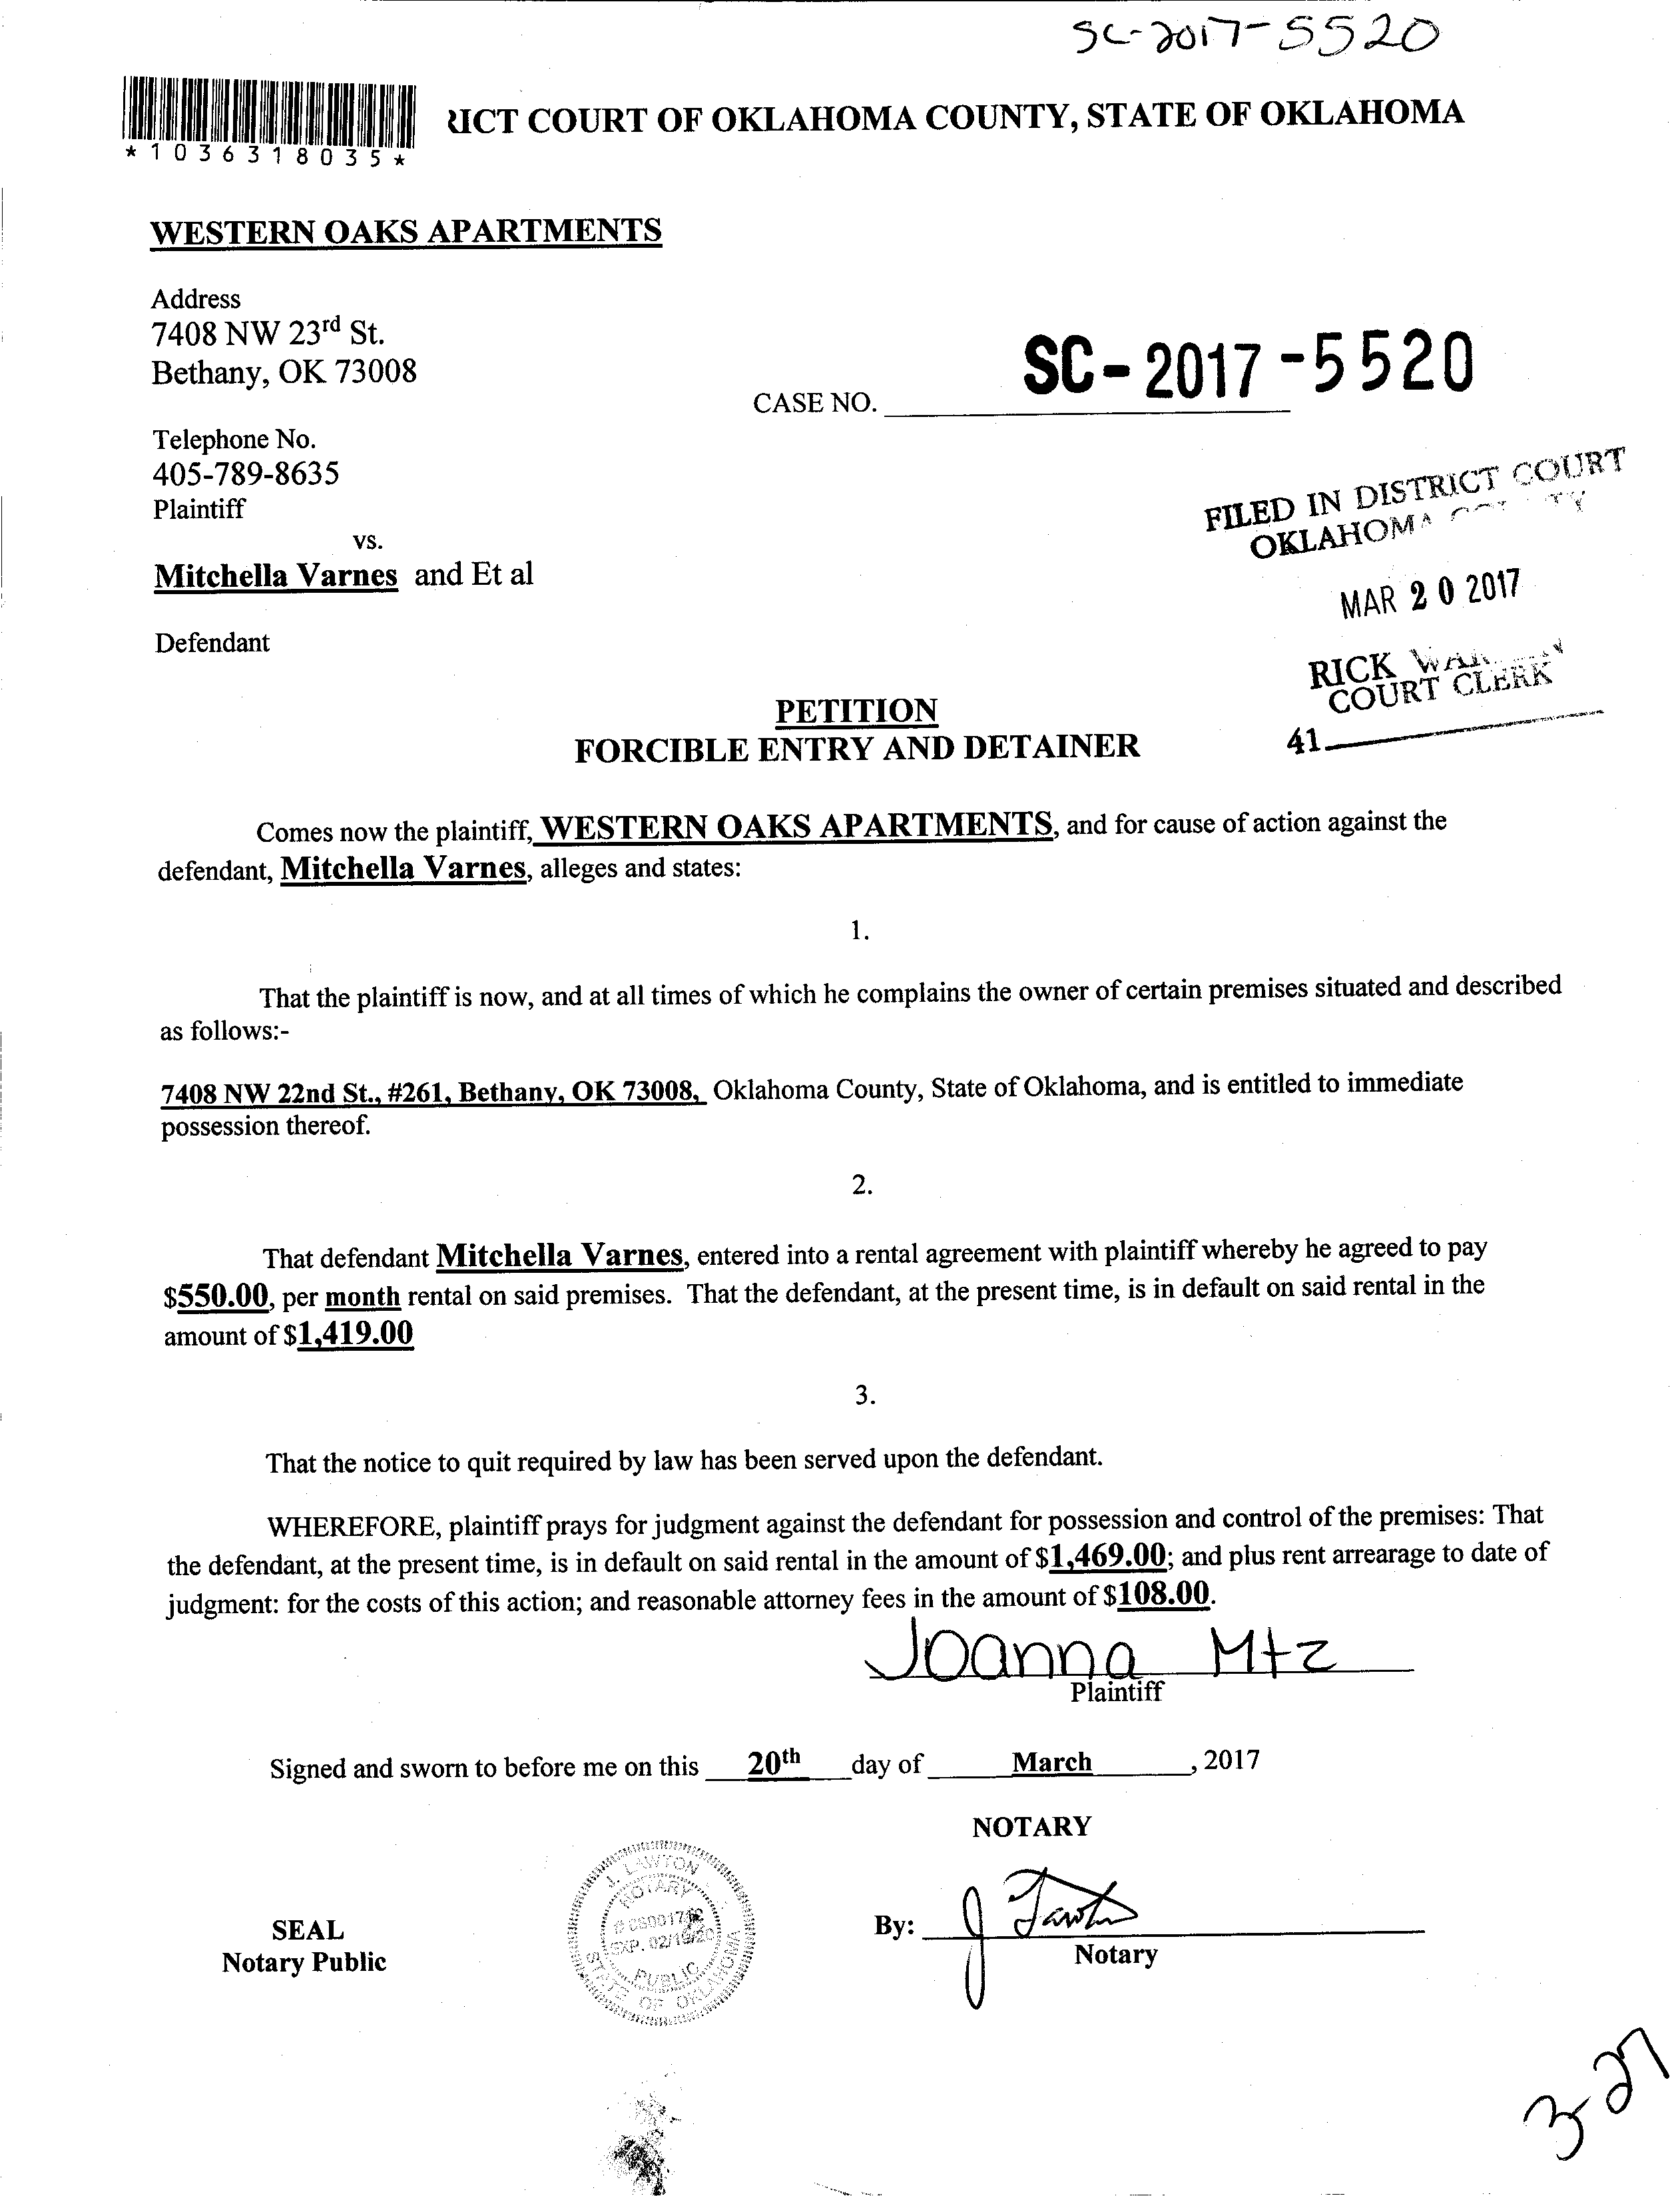 SC-2017-5520
ICT COURT OF OKLAHOMA COUNTY, STATE OF OKLAHOMA
*1036318035*
WESTERN OAKS APARTMENTS
Address
7408 NW 23rd St.
Bethany, OK 73008
SC-2017-5520
CASE NO.
Telephone No.
405-789-8635
Plaintiff
FILED IN DISTRICT COURT
OKLAHOMA
vs.
Mitchella Varnes and Et al
MAR 20 2017
Defendant
RICK
COURT CLERK
41
PETITION
FORCIBLE ENTRY AND DETAINER
Comes now the plaintiff, WESTERN OAKS APARTMENTS, and for cause of action against the
defendant, Mitchella Varnes, alleges and states:
1.
That the plaintiff is now, and at all times of which he complains the owner of certain premises situated and described
as follows:-
7408 NW 22nd St., #261, Bethany, OK 73008, Oklahoma County, State of Oklahoma, and is entitled to immediate
possession thereof.
2.
That defendant Mitchella Varnes, entered into a rental agreement with plaintiff whereby he agreed to pay
$550.00, per month rental on said premises. That the defendant, at the present time, is in default on said rental in the
amount of $1,419.00
3.
That the notice to quit required by law has been served upon the defendant.
WHEREFORE, plaintiff prays for judgment against the defendant for possession and control of the premises: That
the defendant, at the present time, is in default on said rental in the amount of $1,469.00; and plus rent arrearage to date of
judgment: for the costs of this action; and reasonable attorney fees in the amount of $108.00.
Joanna Mtz
Plaintiff
Signed and sworn to before me on this 20th day of March, 2017
NOTARY
J. LAWTON
NOTARY
PUBLIC
STATE OF OKLAHOMA
SEAL
Notary Public
By: J Lawton
Notary
3-27